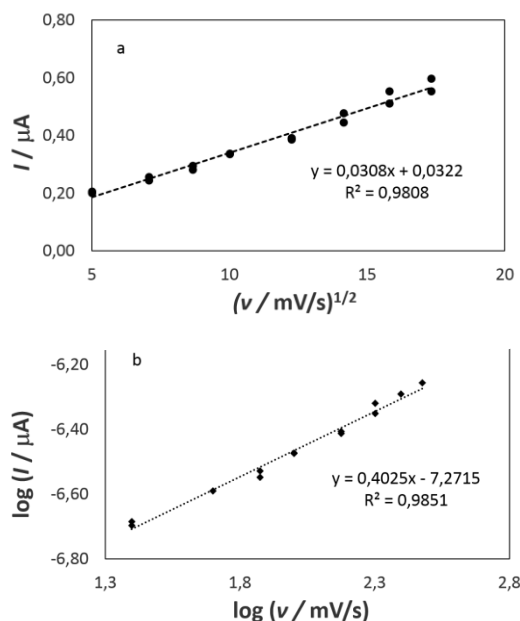 a
0,80
0,60
0,40
0,20
0,00
I / µA
y = 0,0308x + 0,0322
R² = 0,9808
5
10
15
20
(v / mV/s)^1/2
b
-6,20
-6,40
-6,60
-6,80
log (I / µA)
y = 0,4025x - 7,2715
R² = 0,9851
1,3
1,8
2,3
2,8
log (v / mV/s)